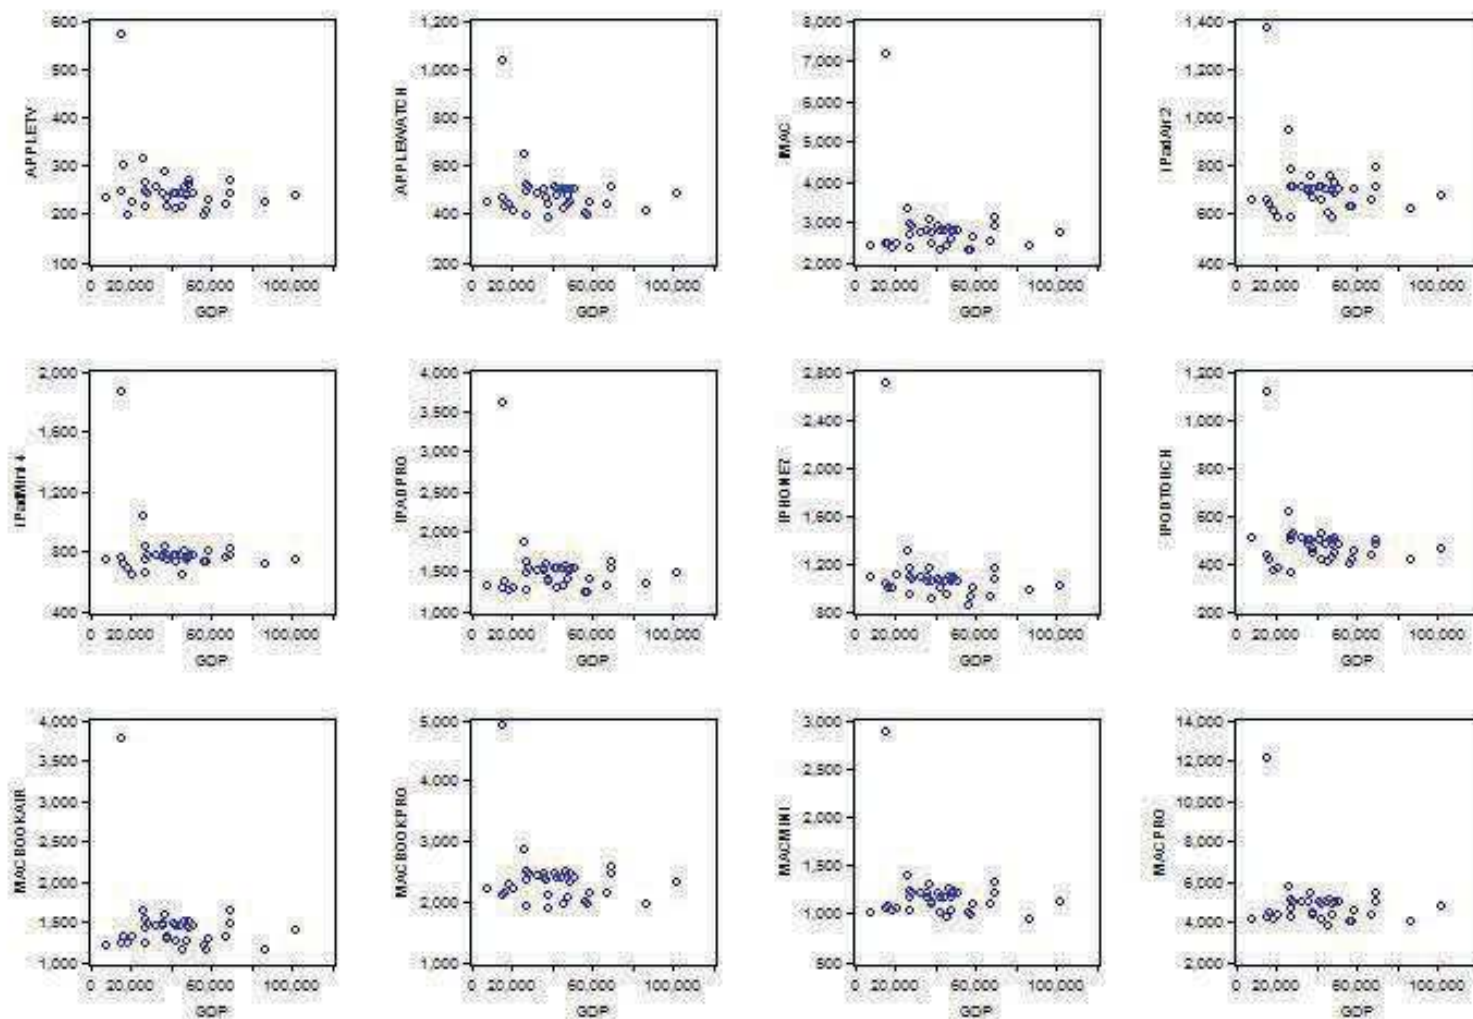 APPLETV
600
500
400
300
200
100
0 20,000 60,000 100,000
GDP
APPLEWATCH
1,200
1,000
800
600
400
200
0 20,000 60,000 100,000
GDP
IMAC
8,000
7,000
6,000
5,000
4,000
3,000
2,000
0 20,000 60,000 100,000
GDP
IPadAir2
1,400
1,200
1,000
800
600
400
0 20,000 60,000 100,000
GDP
IPadMini 4
2,000
1,600
1,200
800
400
0 20,000 60,000 100,000
GDP
IPADPRO
4,000
3,500
3,000
2,500
2,000
1,500
1,000
0 20,000 60,000 100,000
GDP
IPHONE7
2,800
2,400
2,000
1,600
1,200
800
0 20,000 60,000 100,000
GDP
IPODTOUCH
1,200
1,000
800
600
400
200
0 20,000 60,000 100,000
GDP
MACBOOKAIR
4,000
3,500
3,000
2,500
2,000
1,500
1,000
0 20,000 60,000 100,000
GDP
MACBOOKPRO
5,000
4,000
3,000
2,000
1,000
0 20,000 60,000 100,000
GDP
MACMINI
3,000
2,500
2,000
1,500
1,000
500
0 20,000 60,000 100,000
GDP
MACPRO
14,000
12,000
10,000
8,000
6,000
4,000
2,000
0 20,000 60,000 100,000
GDP